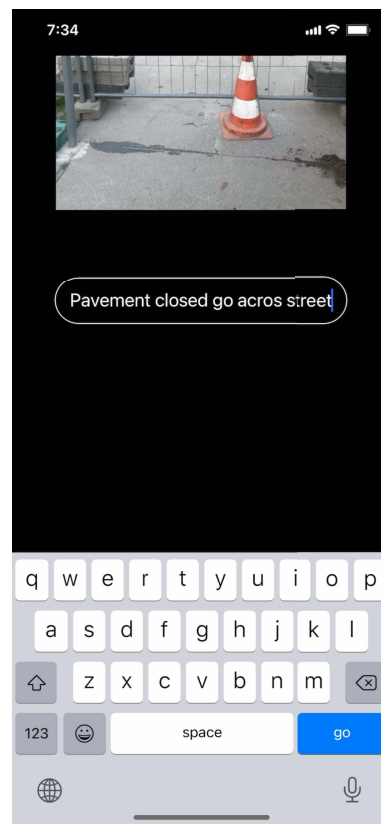 7:34
Pavement closed go acros street
q w e r t y u i o p
a s d f g h j k l
z x c v b n m
123 space go